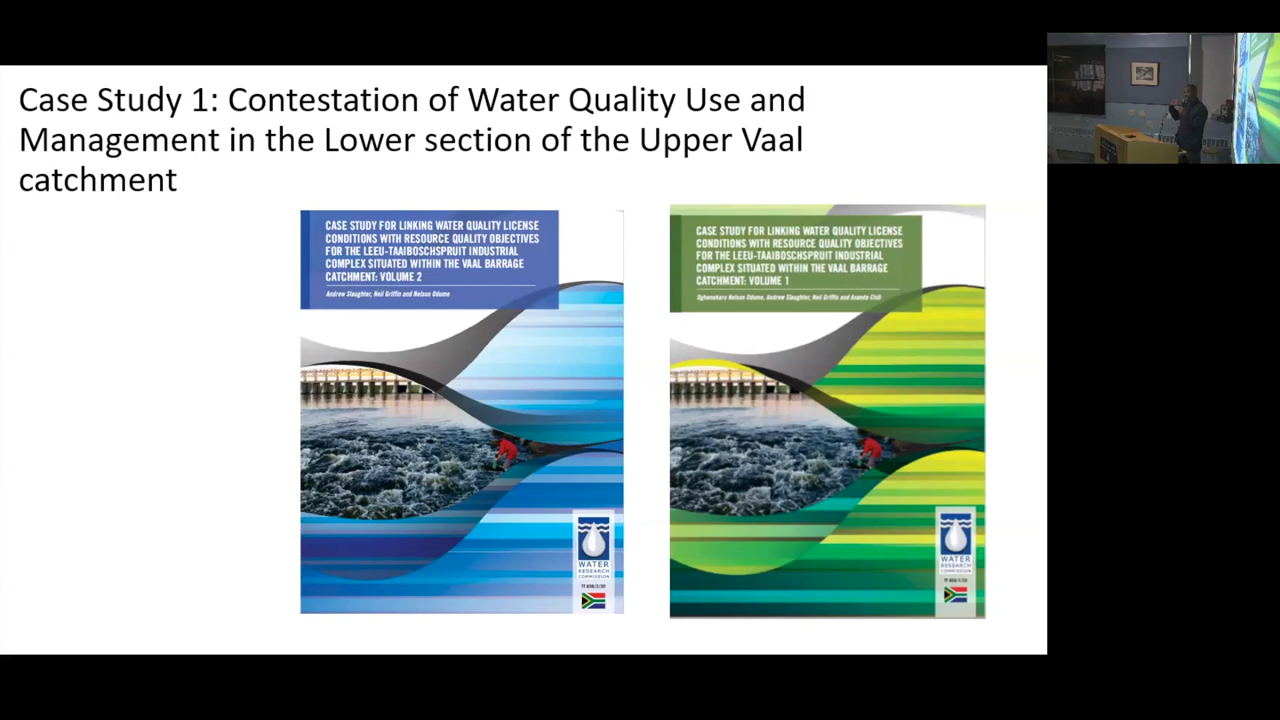 Case Study 1: Contestation of Water Quality Use and
Management in the Lower section of the Upper Vaal
catchment
CASE STUDY FOR LINKING WATER QUALITY LICENSE
CONDITIONS WITH RESOURCE QUALITY OBJECTIVES
FOR THE LEEU-TAAIBOSCHSPRUIT INDUSTRIAL
COMPLEX SITUATED WITHIN THE VAAL BARRAGE
CATCHMENT: VOLUME 2
Andrew Slaughter, Neil Griffin and Nelson Odume
WATER
RESEARCH
COMMISSION
CASE STUDY FOR LINKING WATER QUALITY LICENSE
CONDITIONS WITH RESOURCE QUALITY OBJECTIVES
FOR THE LEEU-TAAIBOSCHSPRUIT INDUSTRIAL
COMPLEX SITUATED WITHIN THE VAAL BARRAGE
CATCHMENT: VOLUME 1
Oghenekaro Nelson Odume, Andrew Slaughter, Neil Griffin and Asanda Chili
WATER
RESEARCH
COMMISSION